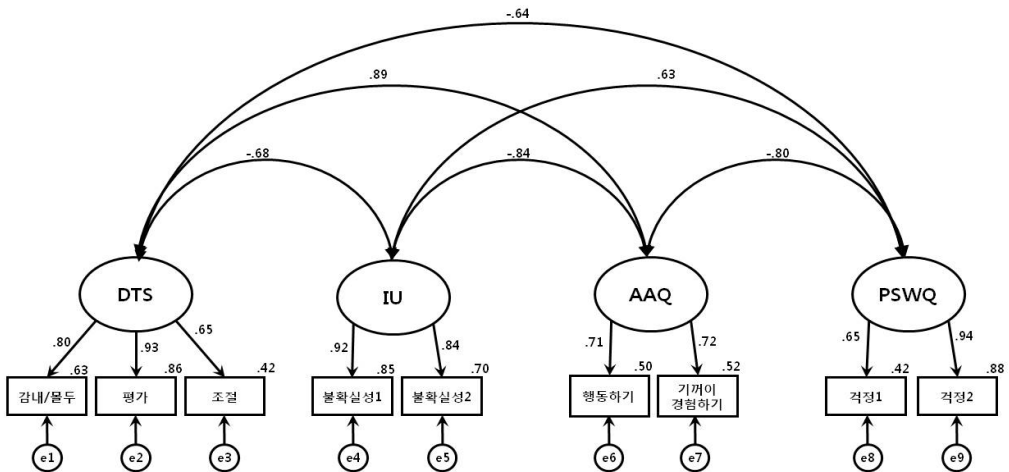 -.64
.89
.63
-.68
-.84
-.80
DTS
IU
AAQ
PSWQ
.80
.93
.65
.92
.84
.71
.72
.65
.94
.63
.86
.42
.85
.70
.50
.52
.42
.88
감내/몰두
평가
조절
불확실성1
불확실성2
행동하기
기꺼이
경험하기
걱정1
걱정2
e1
e2
e3
e4
e5
e6
e7
e8
e9